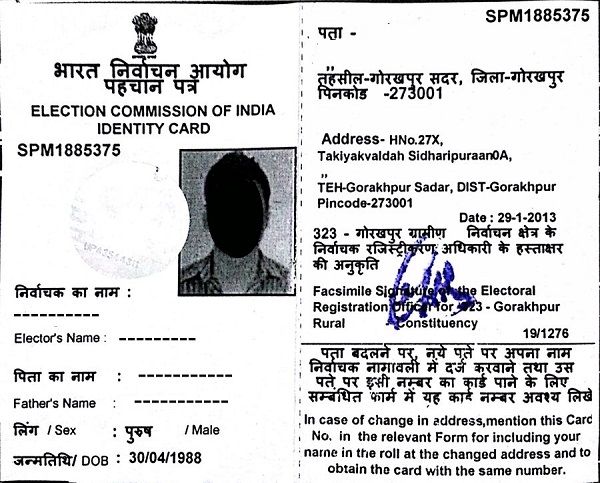 भारत निर्वाचन आयोग
पहचान पत्र
ELECTION COMMISSION OF INDIA
IDENTITY CARD
SPM1885375
निर्वाचक का नाम :
-----------
Elector's Name : -----------
पिता का नाम : ------------
Father's Name : ------------
लिंग / Sex : पुरुष / Male
जन्मतिथि/ DOB : 30/04/1988
SPM1885375
पता -
,,
तहसील-गोरखपुर सदर, जिला-गोरखपुर
पिनकोड -273001
Address- HNo.27X,
Takiyakvaldah Sidharipuraan0A,
,,
TEH-Gorakhpur Sadar, DIST-Gorakhpur
Pincode-273001
Date : 29-1-2013
323 - गोरखपुर ग्रामीण निर्वाचन क्षेत्र के
निर्वाचक रजिस्ट्रीकरण अधिकारी के हस्ताक्षर
की अनुकृति
Facsimile Signature of the Electoral
Registration Officer for 323 - Gorakhpur
Rural Constituency
19/1276
पता बदलने पर, नये पते पर अपना नाम
निर्वाचक नामावली में दर्ज करवाने तथा उस
पते पर इसी नम्बर का कार्ड पाने के लिए
सम्बंधित फार्म में यह कार्ड नम्बर अवश्य लिखें
In case of change in address,mention this Card
No. in the relevant Form for including your
name in the roll at the changed address and to
obtain the card with the same number.